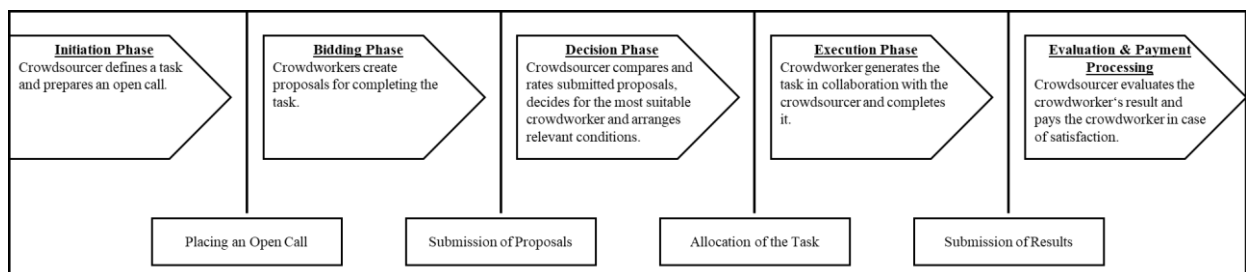 Initiation Phase
Crowdsourcer defines a task
and prepares an open call.
Bidding Phase
Crowdworkers create
proposals for completing the
task.
Decision Phase
Crowdsourcer compares and
rates submitted proposals,
decides for the most suitable
crowdworker and arranges
relevant conditions.
Execution Phase
Crowdworker generates the
task in collaboration with the
crowdsourcer and completes
it.
Evaluation & Payment
Processing
Crowdsourcer evaluates the
crowdworker's result and
pays the crowdworker in case
of satisfaction.
Placing an Open Call
Submission of Proposals
Allocation of the Task
Submission of Results